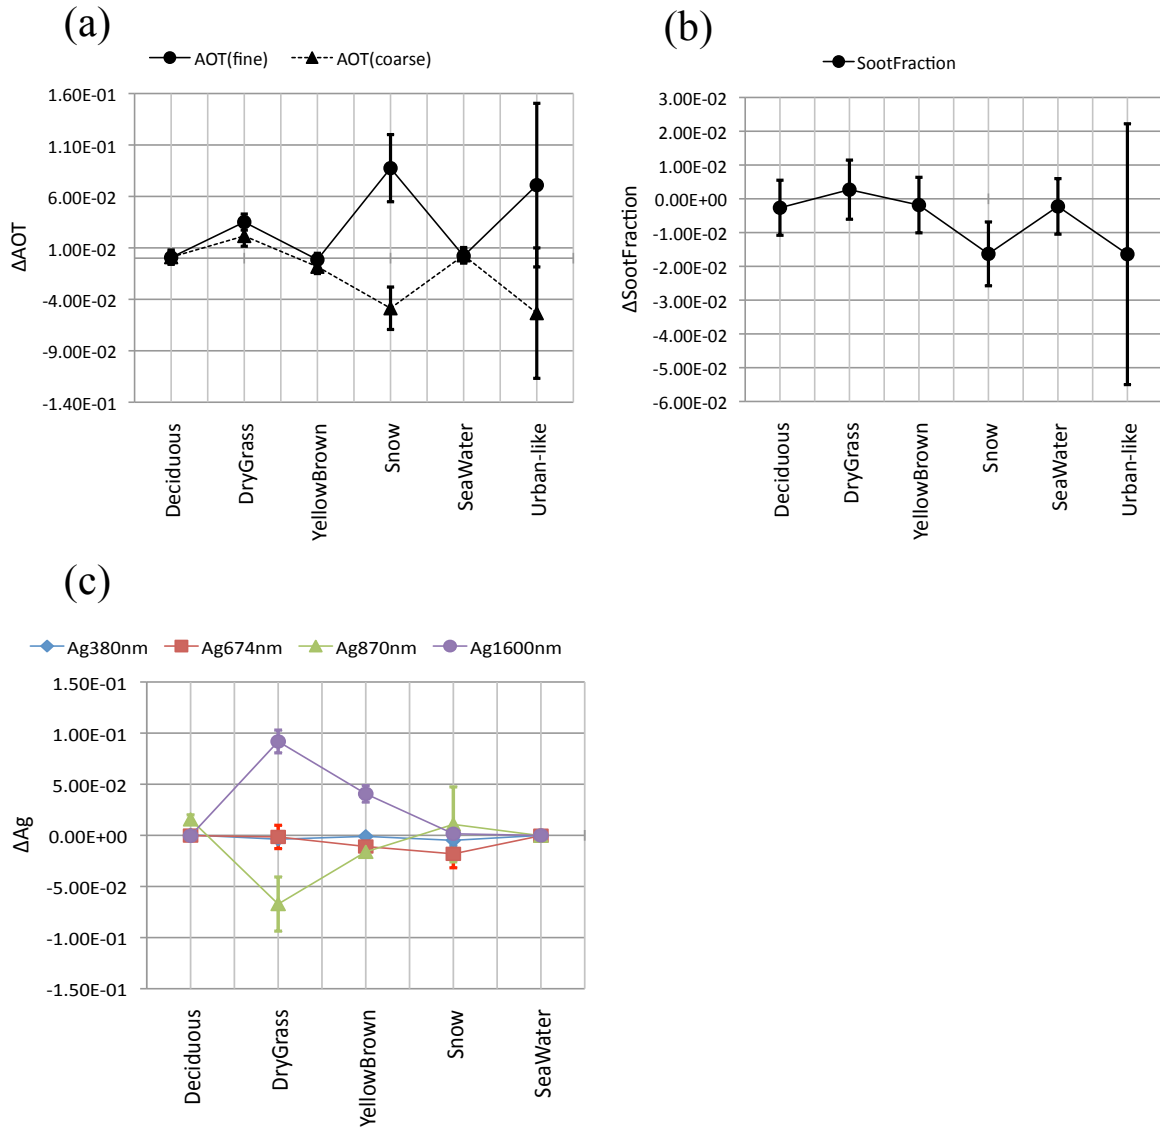 (a)
AOT(fine) AOT(coarse)
1.60E-01
1.10E-01
6.00E-02
1.00E-02
-4.00E-02
-9.00E-02
-1.40E-01
ΔAOT
Deciduous
DryGrass
YellowBrown
Snow
SeaWater
Urban-like
(b)
SootFraction
3.00E-02
2.00E-02
1.00E-02
0.00E+00
-1.00E-02
-2.00E-02
-3.00E-02
-4.00E-02
-5.00E-02
-6.00E-02
ΔSootFraction
Deciduous
DryGrass
YellowBrown
Snow
SeaWater
Urban-like
(c)
Ag380nm Ag674nm Ag870nm Ag1600nm
1.50E-01
1.00E-01
5.00E-02
0.00E+00
-5.00E-02
-1.00E-01
-1.50E-01
ΔAg
Deciduous
DryGrass
YellowBrown
Snow
SeaWater